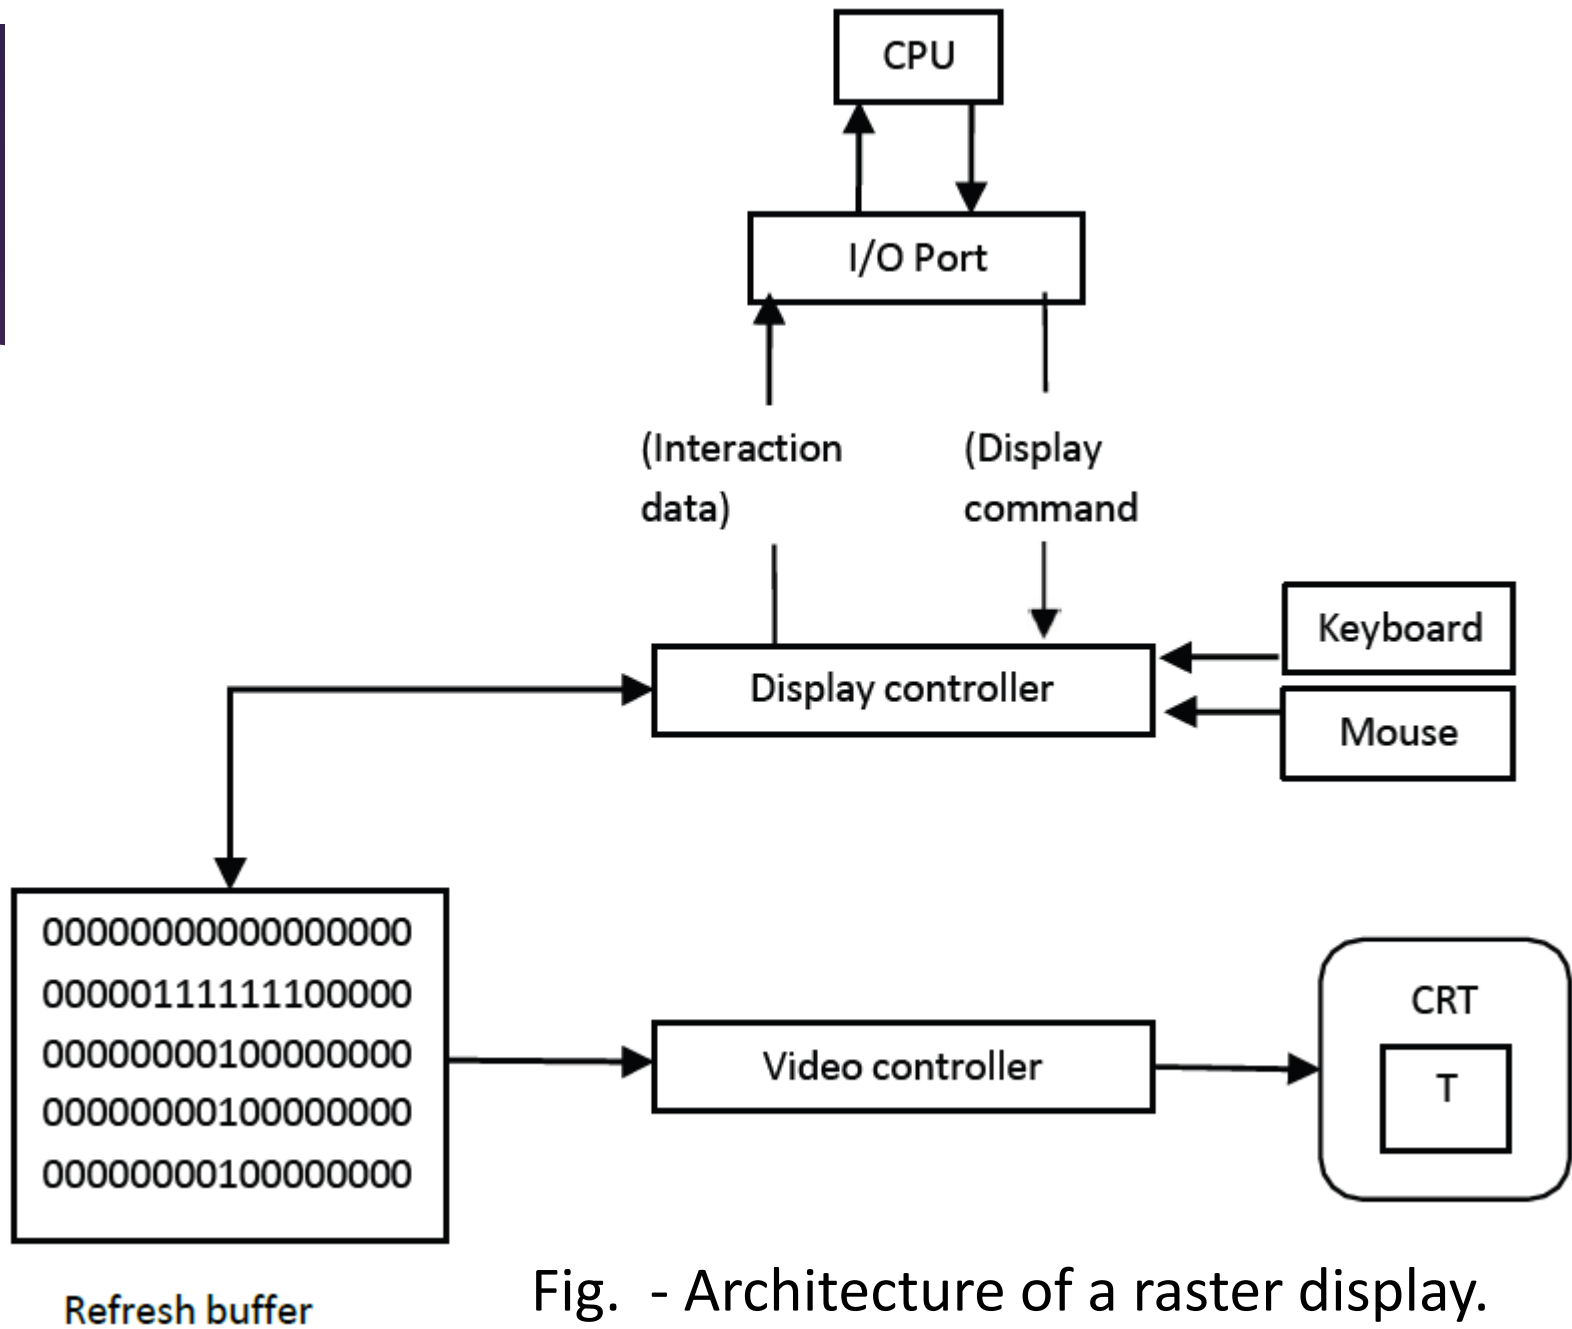 CPU
I/O Port
(Interaction
data)
(Display
command
Keyboard
Display controller
Mouse
00000000000000000
00000111111100000
00000000100000000
00000000100000000
00000000100000000
Video controller
CRT
T
Refresh buffer
Fig. - Architecture of a raster display.